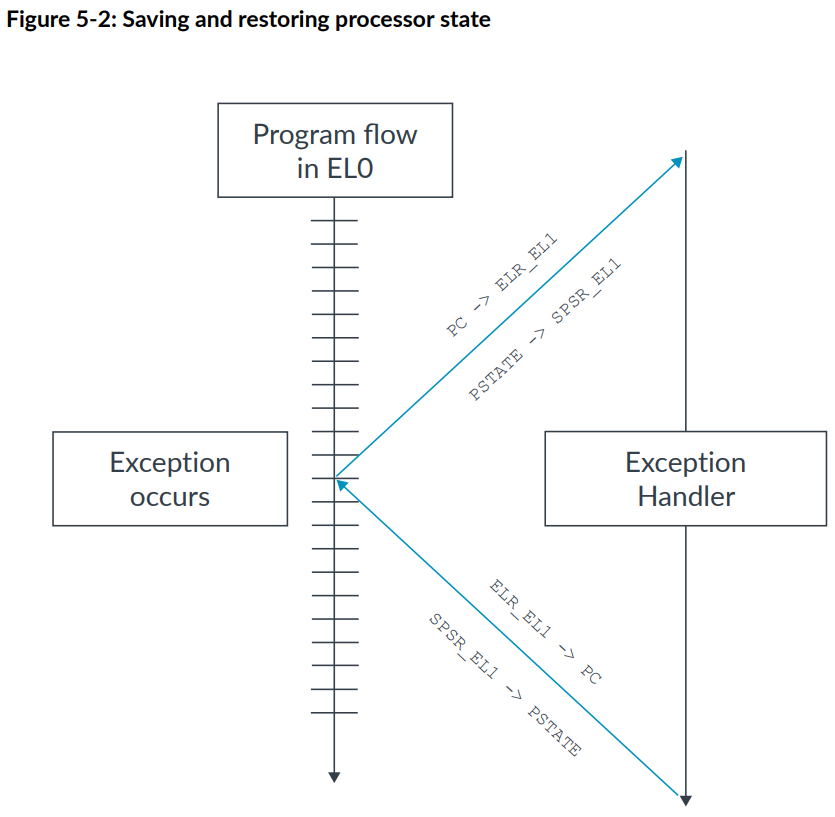 Figure 5-2: Saving and restoring processor state
Program flow
in EL0
PC -> ELR_EL1
PSTATE -> SPSR_EL1
Exception
occurs
Exception
Handler
ELR_EL1 -> PC
SPSR_EL1 -> PSTATE